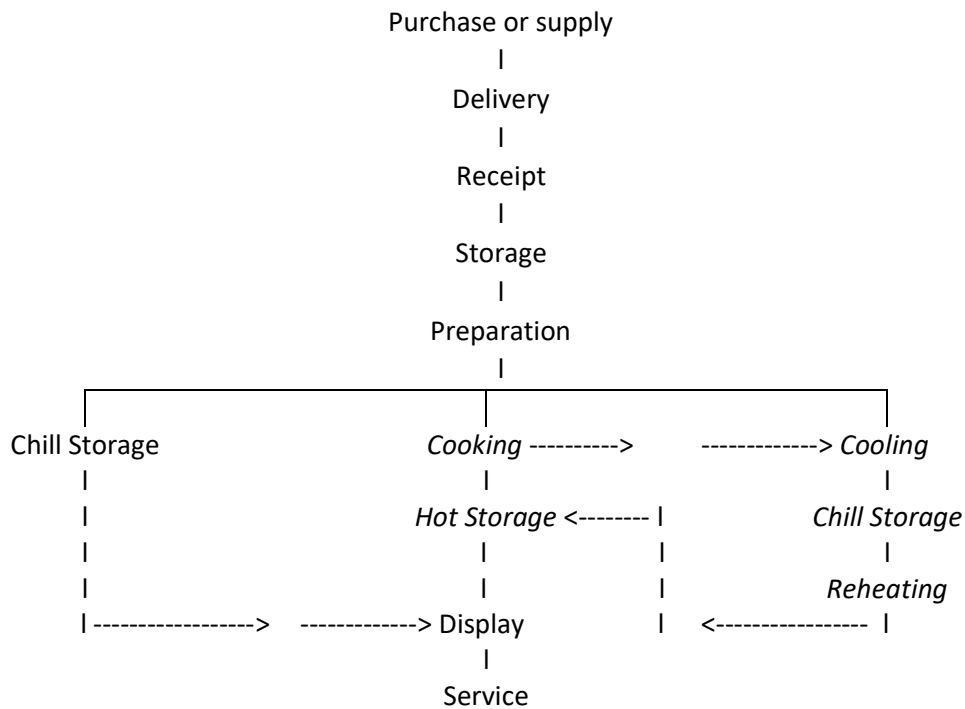 Purchase or supply
Delivery
Receipt
Storage
Preparation
Chill Storage Cooking Cooling
Hot Storage Chill Storage
Reheating
Display
Service